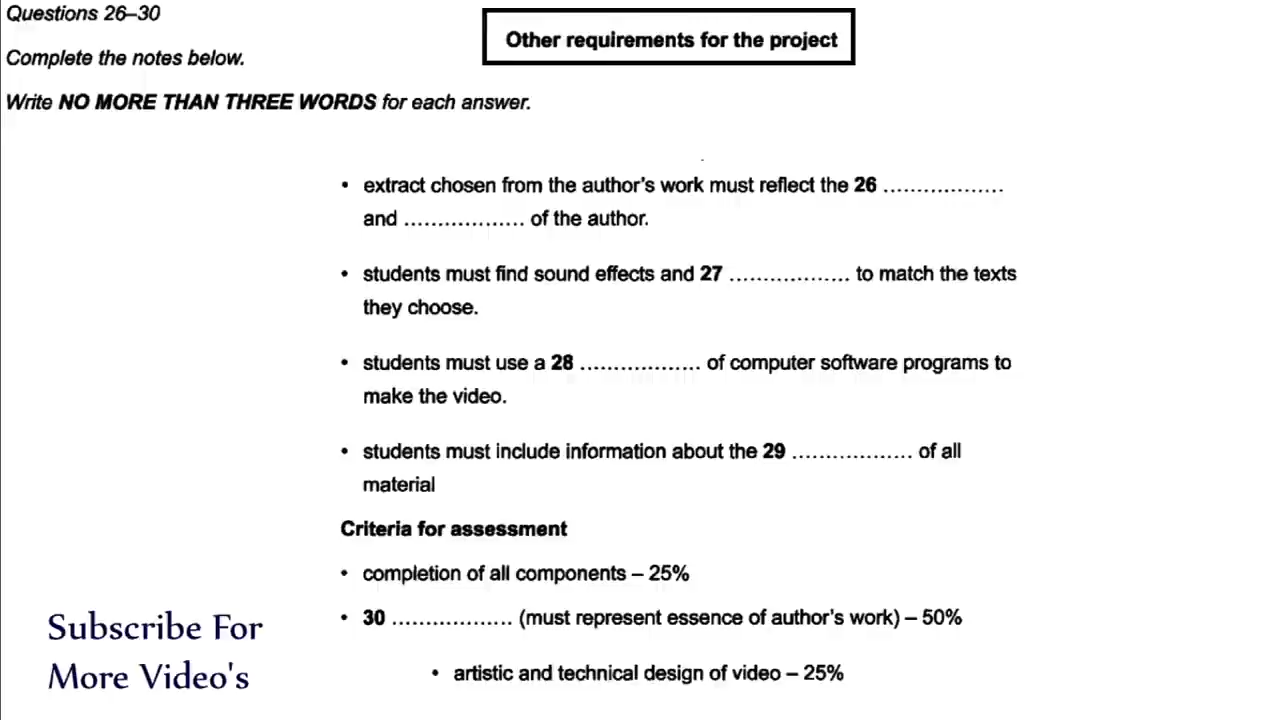 Questions 26–30
Other requirements for the project
Complete the notes below.
Write NO MORE THAN THREE WORDS for each answer.
• extract chosen from the author's work must reflect the 26 ..................
and .................. of the author.
• students must find sound effects and 27 .................. to match the texts
they choose.
• students must use a 28 .................. of computer software programs to
make the video.
• students must include information about the 29 .................. of all
material
Criteria for assessment
• completion of all components – 25%
• 30 .................. (must represent essence of author's work) – 50%
• artistic and technical design of video – 25%
Subscribe For
More Video's